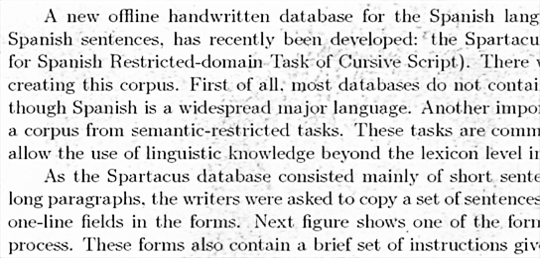 A new offline handwritten database for the Spanish lang
Spanish sentences, has recently been developed: the Spartacu
for Spanish Restricted-domain Task of Cursive Script). There
creating this corpus. First of all, most databases do not contai
though Spanish is a widespread major language. Another impo
a corpus from semantic-restricted tasks. These tasks are comm
allow the use of linguistic knowledge beyond the lexicon level in
As the Spartacus database consisted mainly of short sente
long paragraphs, the writers were asked to copy a set of sentences
one-line fields in the forms. Next figure shows one of the form
process. These forms also contain a brief set of instructions give